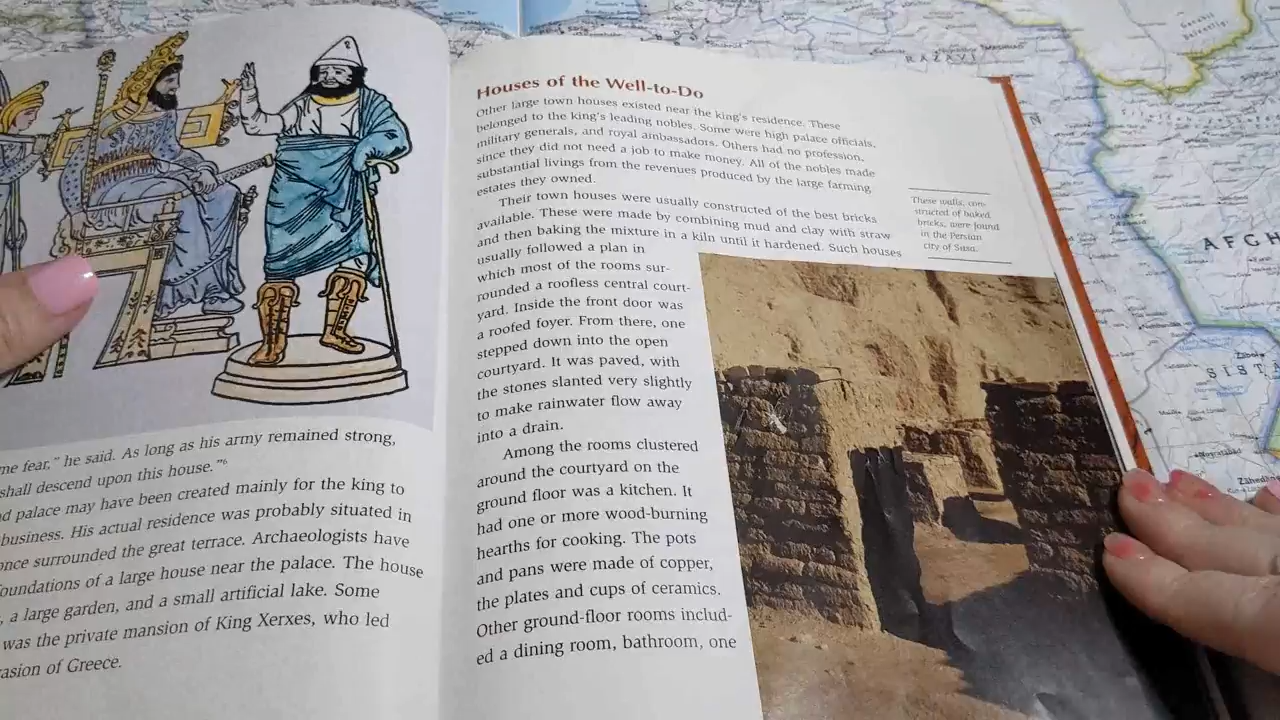 me fear," he said. As long as his army remained strong,
shall descend upon this house."⁶
d palace may have been created mainly for the king to
business. His actual residence was probably situated in
once surrounded the great terrace. Archaeologists have
oundations of a large house near the palace. The house
, a large garden, and a small artificial lake. Some
was the private mansion of King Xerxes, who led
asion of Greece.
Houses of the Well-to-Do
Other large town houses existed near the king's residence. These
belonged to the king's leading nobles. Some were high palace officials,
military generals, and royal ambassadors. Others had no profession,
since they did not need a job to make money. All of the nobles made
substantial livings from the revenues produced by the large farming
estates they owned.
Their town houses were usually constructed of the best bricks
available. These were made by combining mud and clay with straw
and then baking the mixture in a kiln until it hardened. Such houses
usually followed a plan in
which most of the rooms sur-
rounded a roofless central court-
yard. Inside the front door was
a roofed foyer. From there, one
stepped down into the open
courtyard. It was paved, with
the stones slanted very slightly
to make rainwater flow away
into a drain.
Among the rooms clustered
around the courtyard on the
ground floor was a kitchen. It
had one or more wood-burning
hearths for cooking. The pots
and pans were made of copper,
the plates and cups of ceramics.
Other ground-floor rooms includ-
ed a dining room, bathroom, one
These walls, con-
structed of baked
bricks, were found
in the Persian
city of Susa.
RAZAVI
AFGH
SISTA
Zahedan